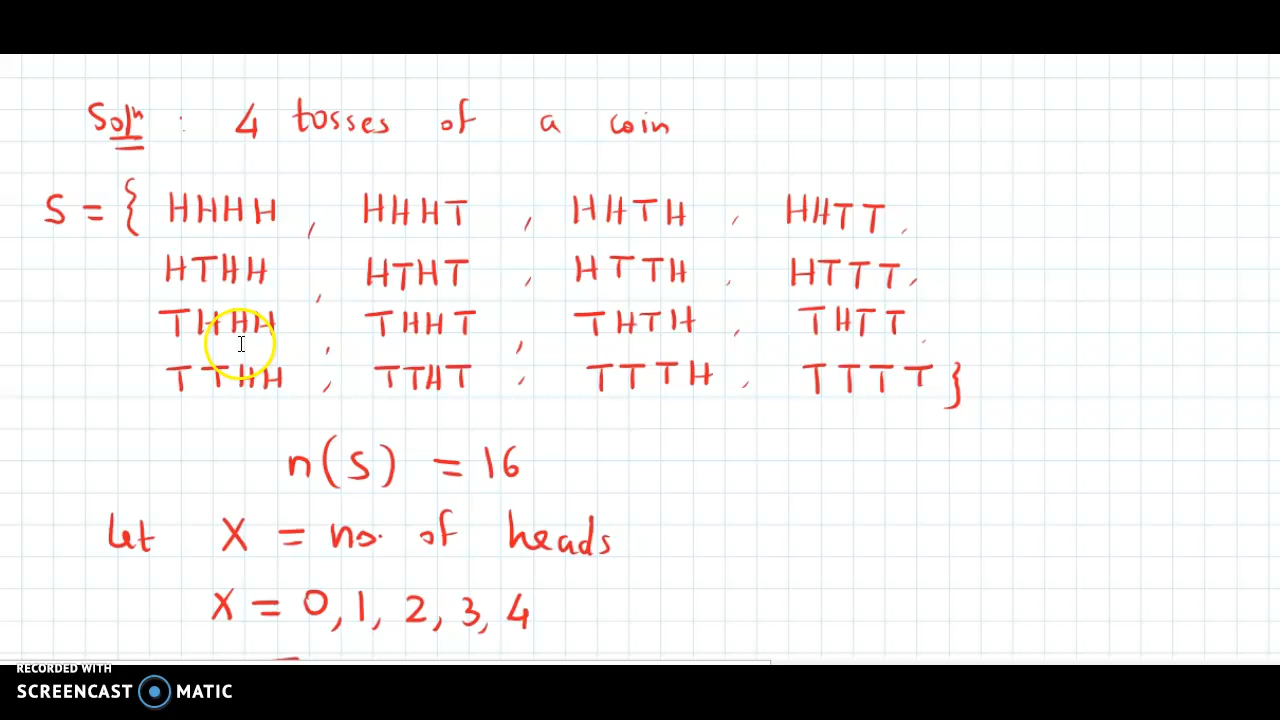 Solⁿ : 4 tosses of a coin
S = { HHHH , HHHT , HHTH , HHTT ,
HTHH , HTHT , HTTH , HTTT ,
THHH , THHT , THTH , THTT ,
TTHH , TTHT , TTTH , TTTT }
n(S) = 16
Let X = no. of heads
X = 0, 1, 2, 3, 4
RECORDED WITH
SCREENCAST MATIC